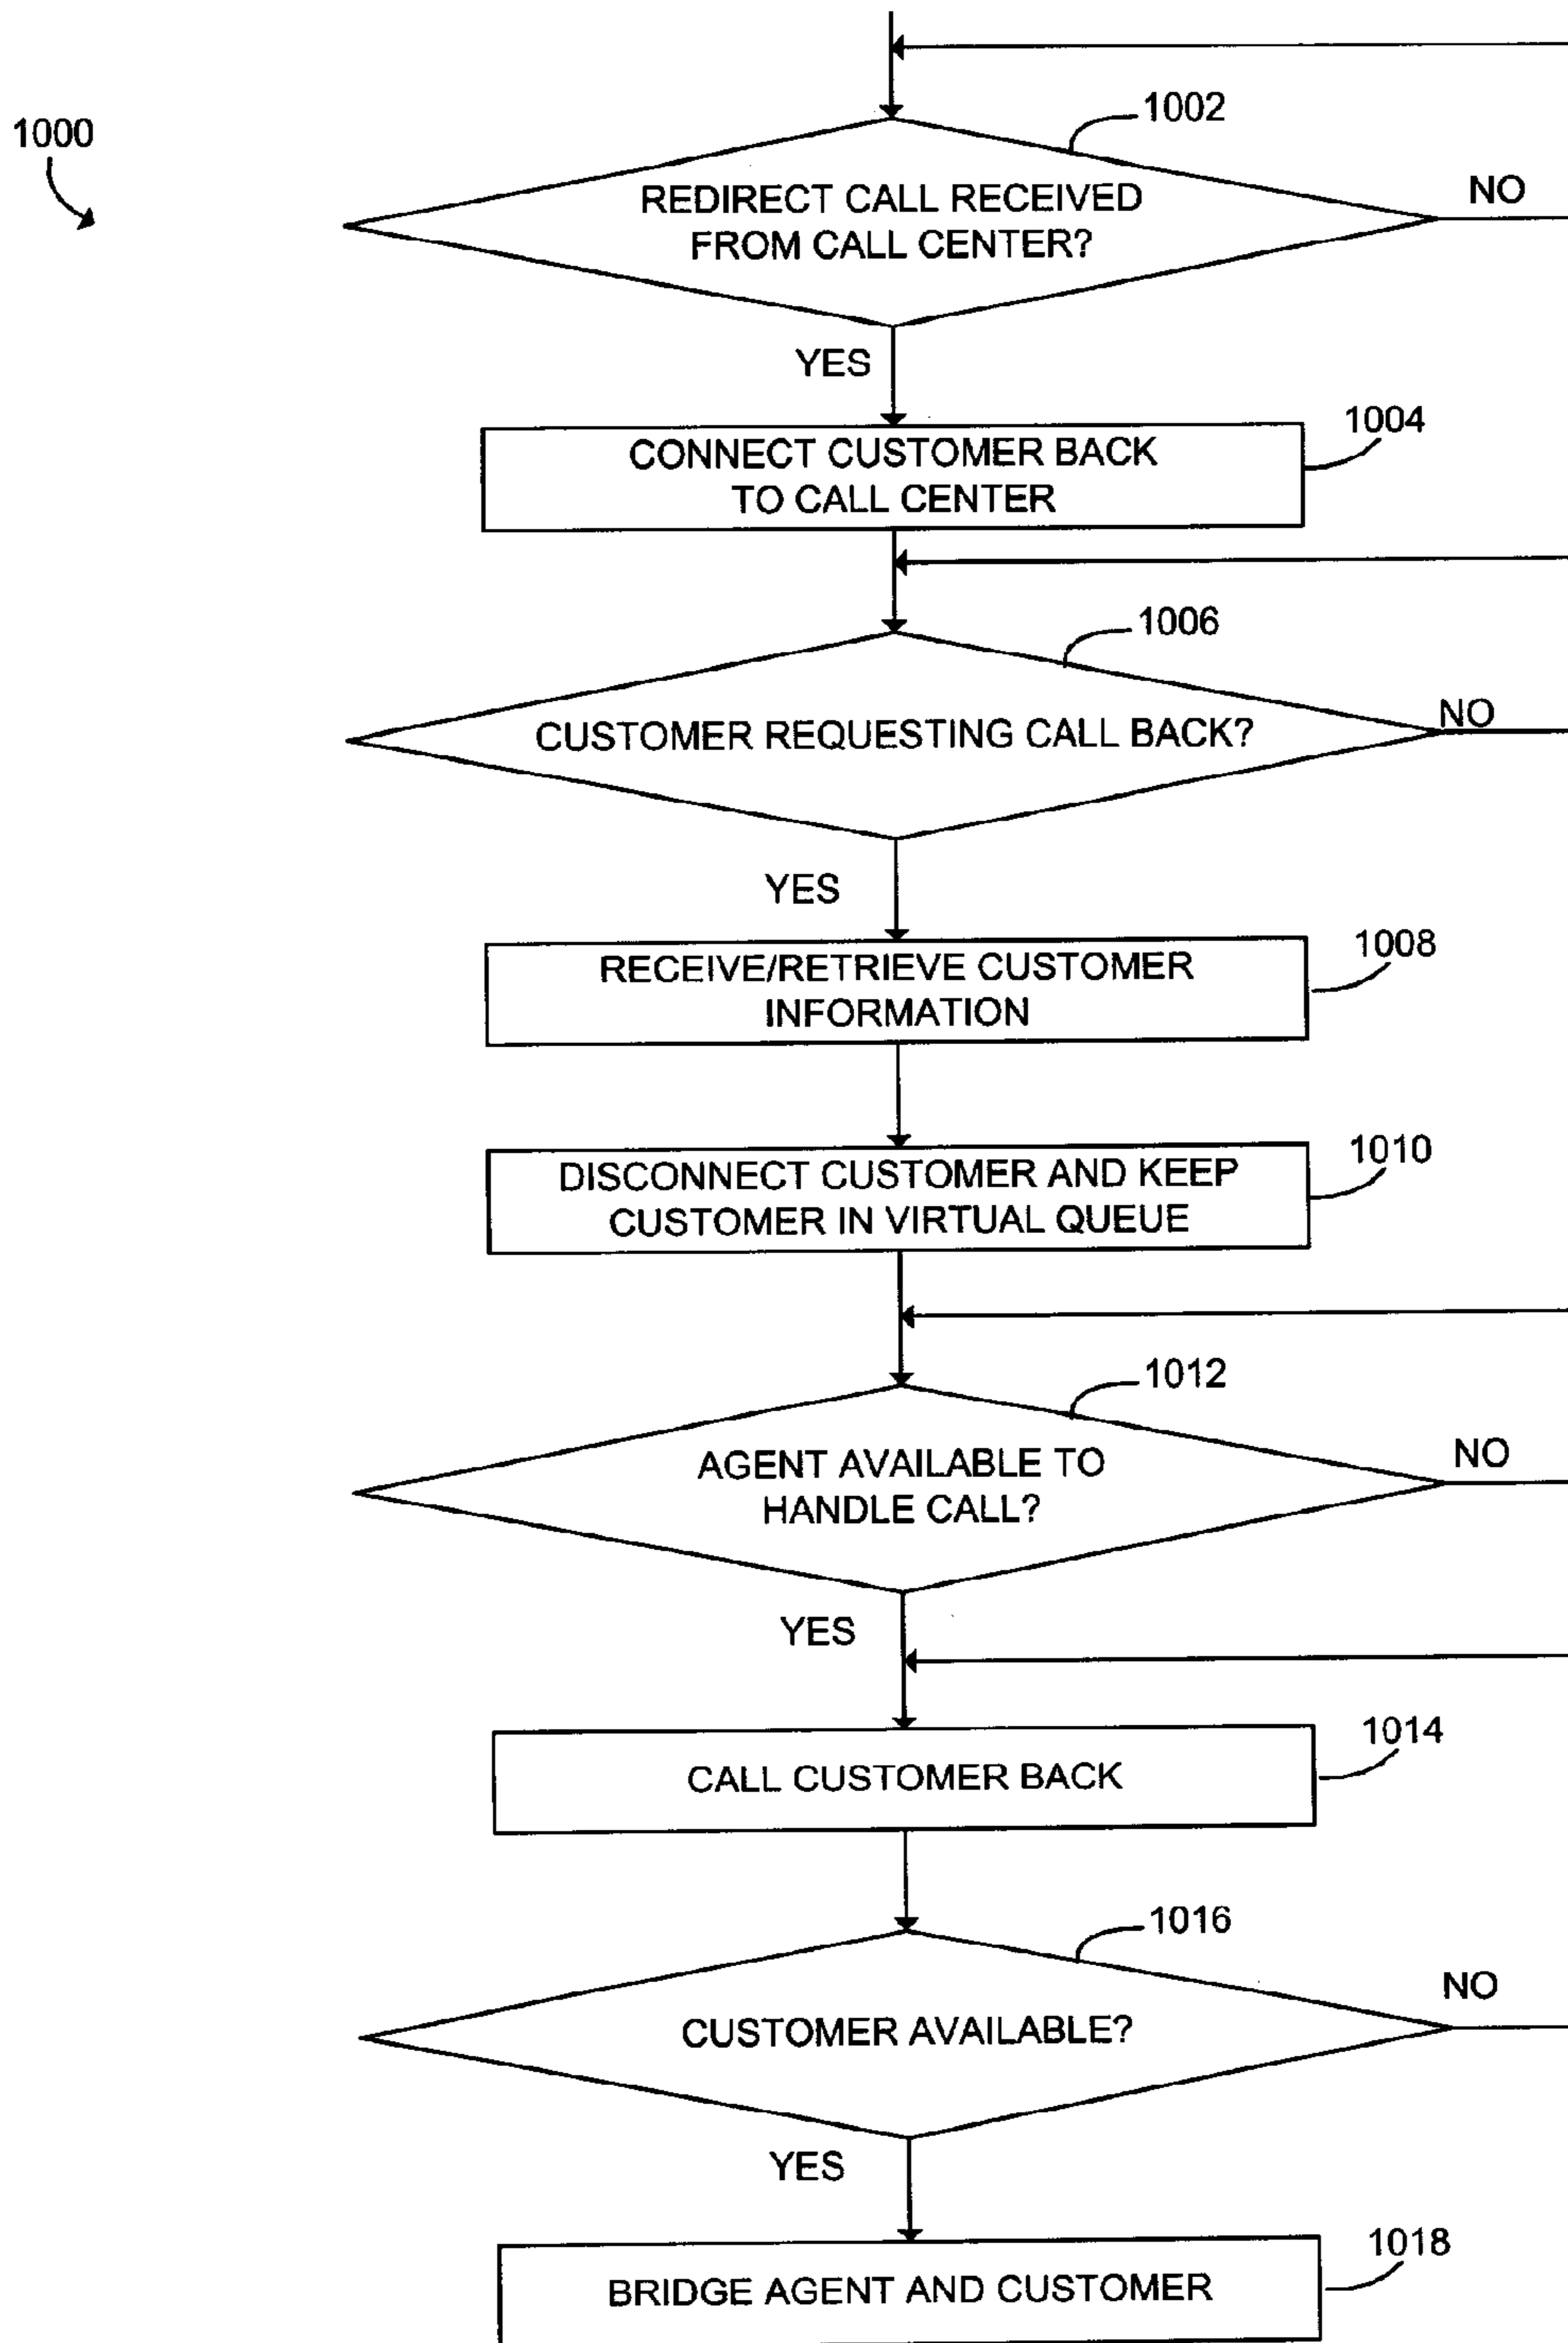 1000
1002
REDIRECT CALL RECEIVED
FROM CALL CENTER?
NO
YES
1004
CONNECT CUSTOMER BACK
TO CALL CENTER
1006
CUSTOMER REQUESTING CALL BACK?
NO
YES
1008
RECEIVE/RETRIEVE CUSTOMER
INFORMATION
1010
DISCONNECT CUSTOMER AND KEEP
CUSTOMER IN VIRTUAL QUEUE
1012
AGENT AVAILABLE TO
HANDLE CALL?
NO
YES
1014
CALL CUSTOMER BACK
1016
CUSTOMER AVAILABLE?
NO
YES
1018
BRIDGE AGENT AND CUSTOMER